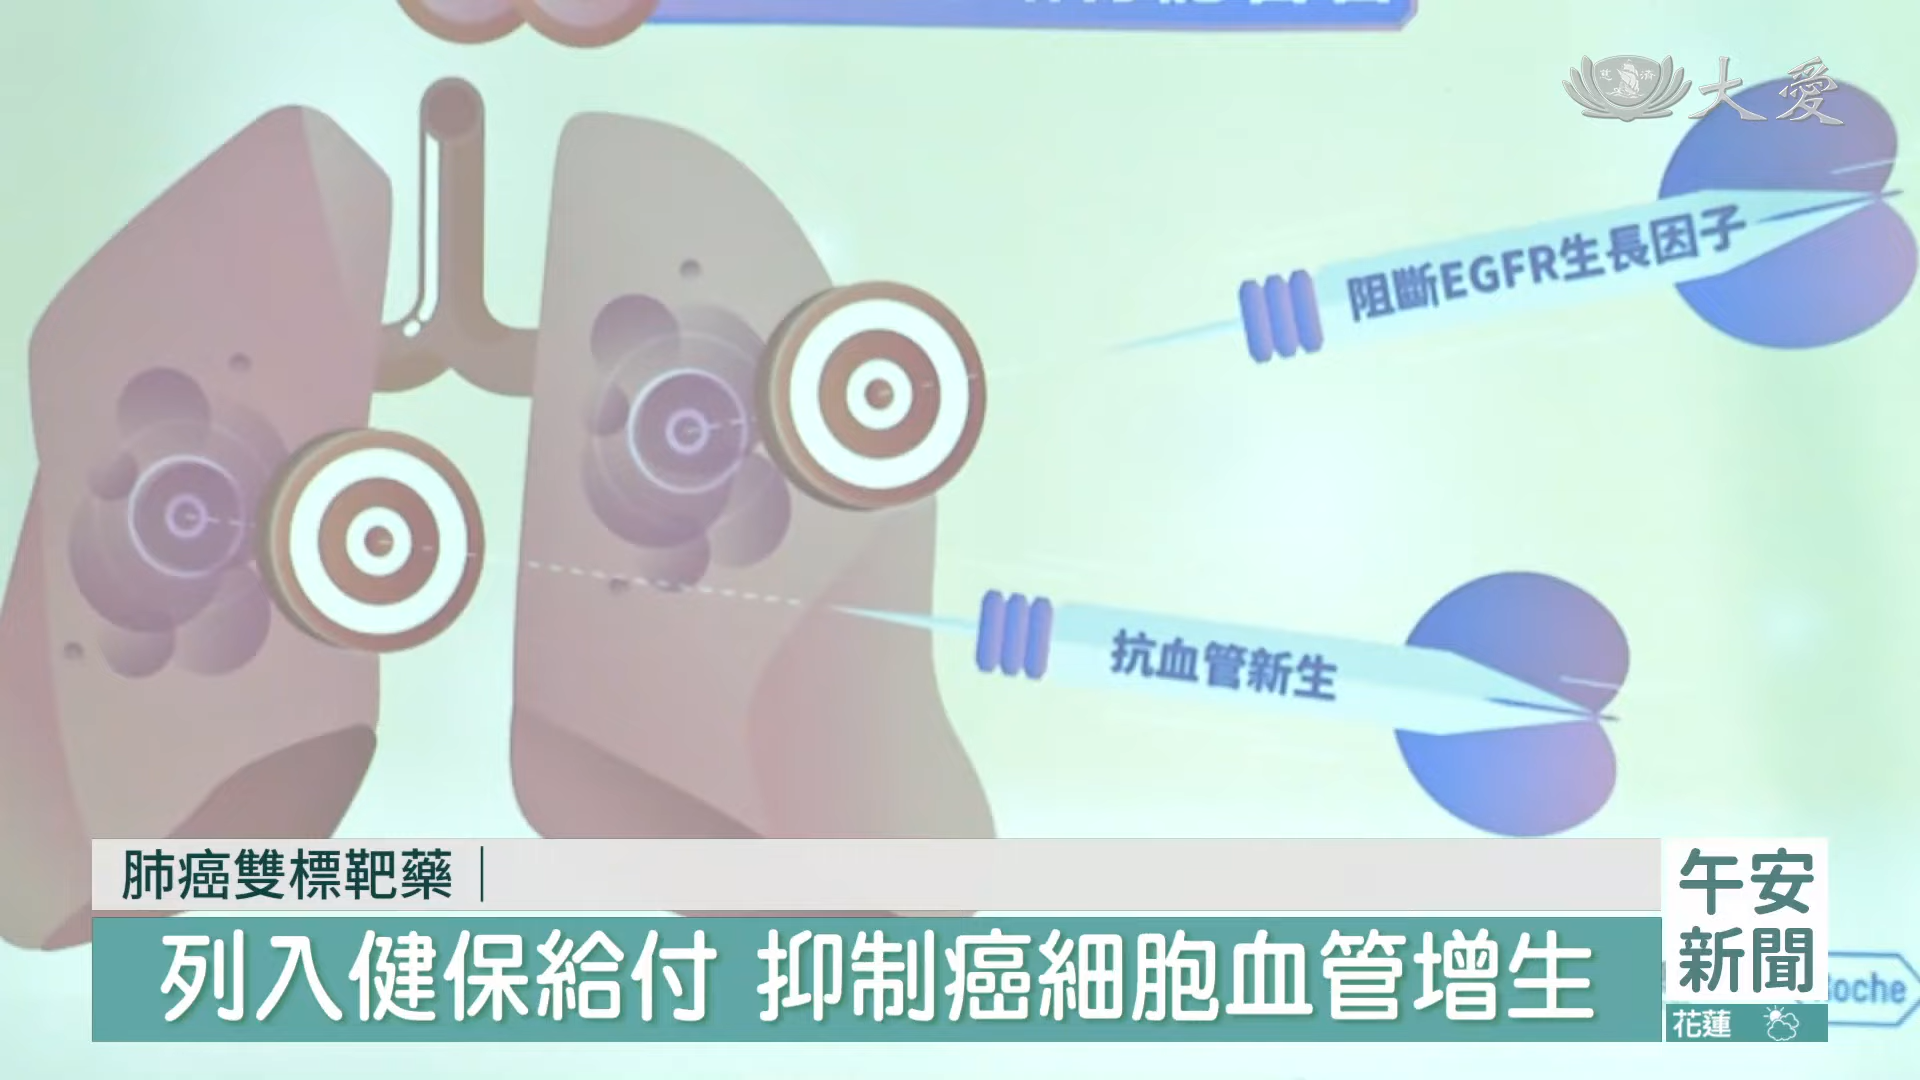 慈濟
大愛
阻斷EGFR生長因子
抗血管新生
肺癌雙標靶藥
列入健保給付 抑制癌細胞血管增生
午安
新聞
花蓮